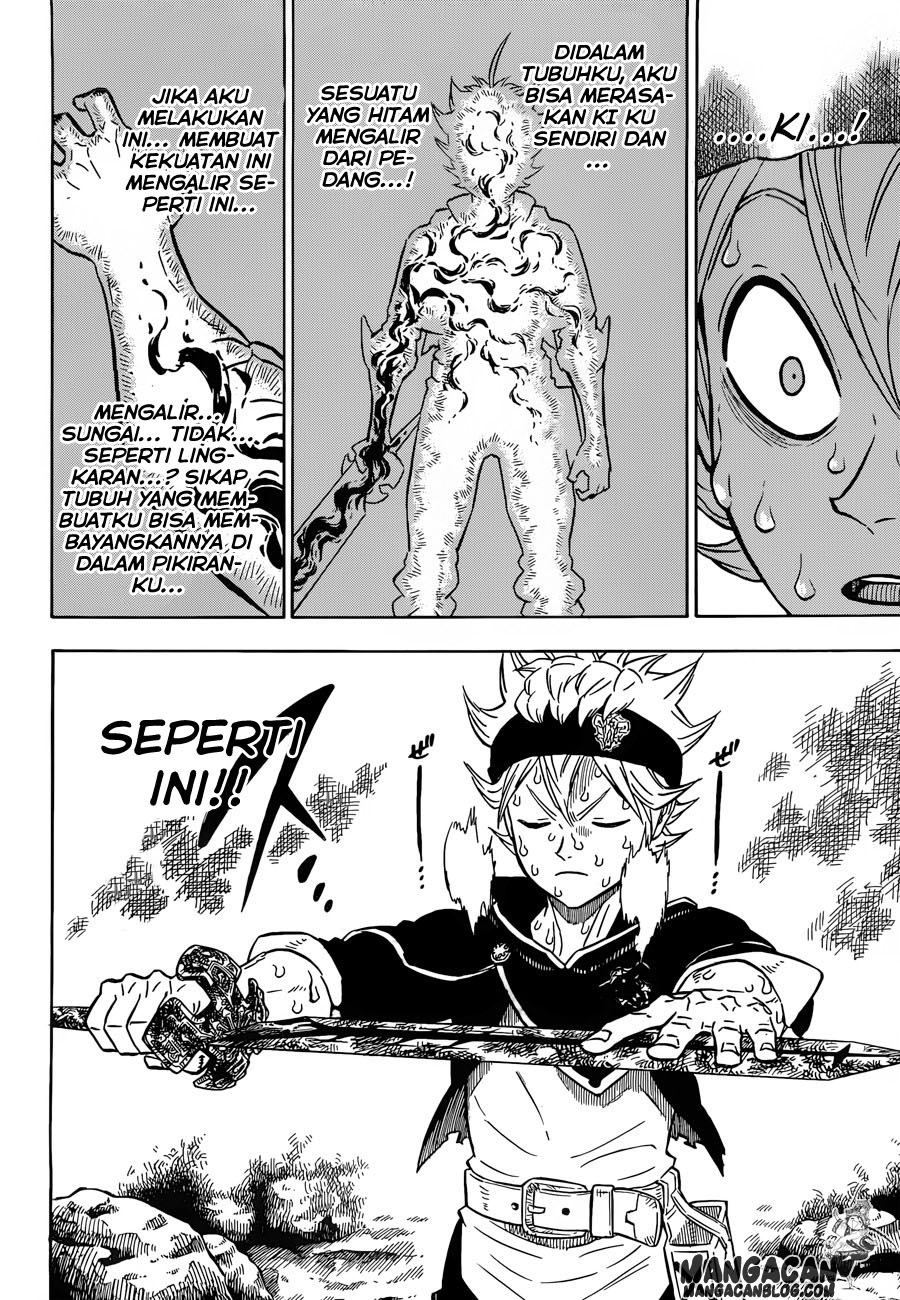 ....KI...!
DIDALAM
TUBUHKU, AKU
BISA MERASA-
KAN KI KU
SENDIRI DAN
...
SESUATU
YANG HITAM
MENGALIR
DARI PE-
DANG...!
JIKA AKU
MELAKUKAN
INI... MEMBUAT
KEKUATAN INI
MENGALIR SE-
PERTI INI...
MENGALIR...
SUNGAI... TIDAK...
SEPERTI LING-
KARAN...? SIKAP
TUBUH YANG MEM-
BUATKU BISA MEM-
BAYANGKANNYA DI
DALAM PIKIRAN-
KU...
ぜ…
ぜ…
SEPERTI
INI!!
MANGACAN
MANGACANBLOG.COM